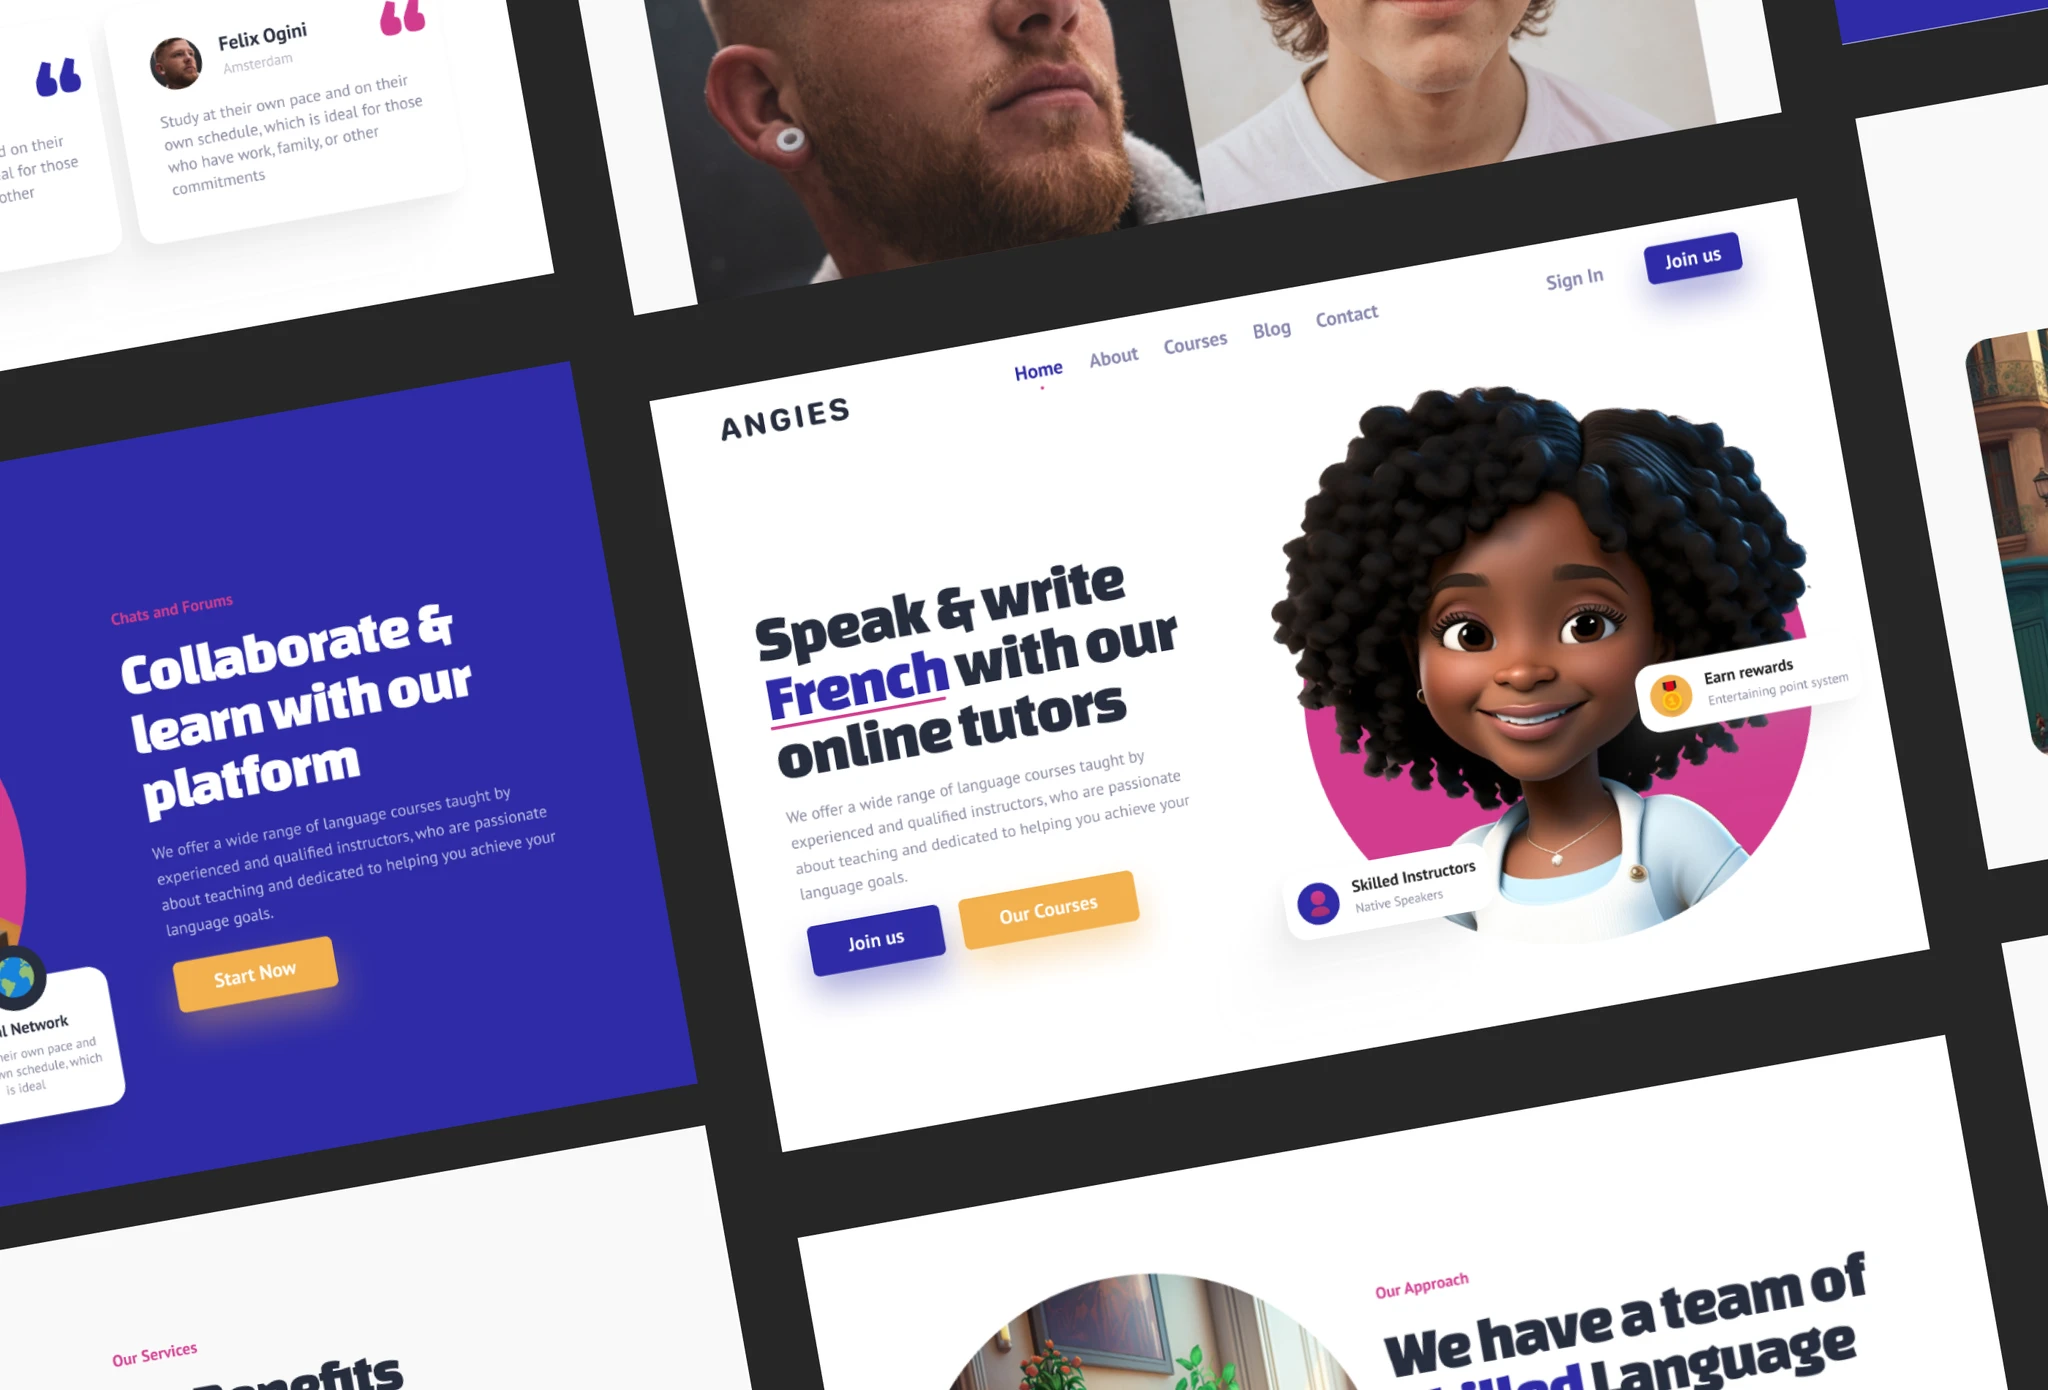 Felix Ogini
Amsterdam
Study at their own pace and on their
own schedule, which is ideal for those
who have work, family, or other
commitments
on their
for those
other
Chats and Forums
Collaborate &
learn with our
platform
We offer a wide range of language courses taught by
experienced and qualified instructors, who are passionate
about teaching and dedicated to helping you achieve your
language goals.
Start Now
Network
own pace and
schedule, which
is ideal
ANGIES
Home
About
Courses
Blog
Contact
Sign In
Join us
Speak & write
French with our
online tutors
We offer a wide range of language courses taught by
experienced and qualified instructors, who are passionate
about teaching and dedicated to helping you achieve your
language goals.
Join us
Our Courses
Earn rewards
Entertaining point system
Skilled Instructors
Native Speakers
Our Services
Benefits
Our Approach
We have a team of
Skilled Language